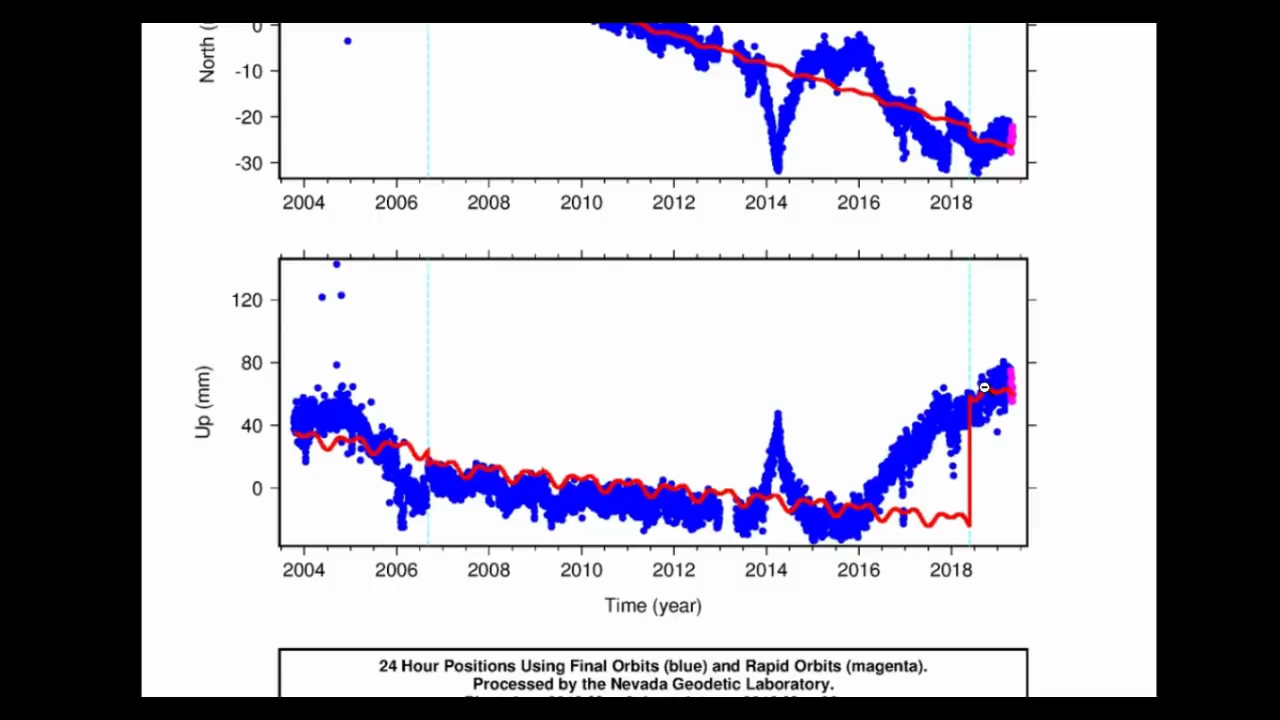 North (
0
-10
-20
-30
2004 2006 2008 2010 2012 2014 2016 2018
Up (mm)
120
80
40
0
2004 2006 2008 2010 2012 2014 2016 2018
Time (year)
24 Hour Positions Using Final Orbits (blue) and Rapid Orbits (magenta).
Processed by the Nevada Geodetic Laboratory.